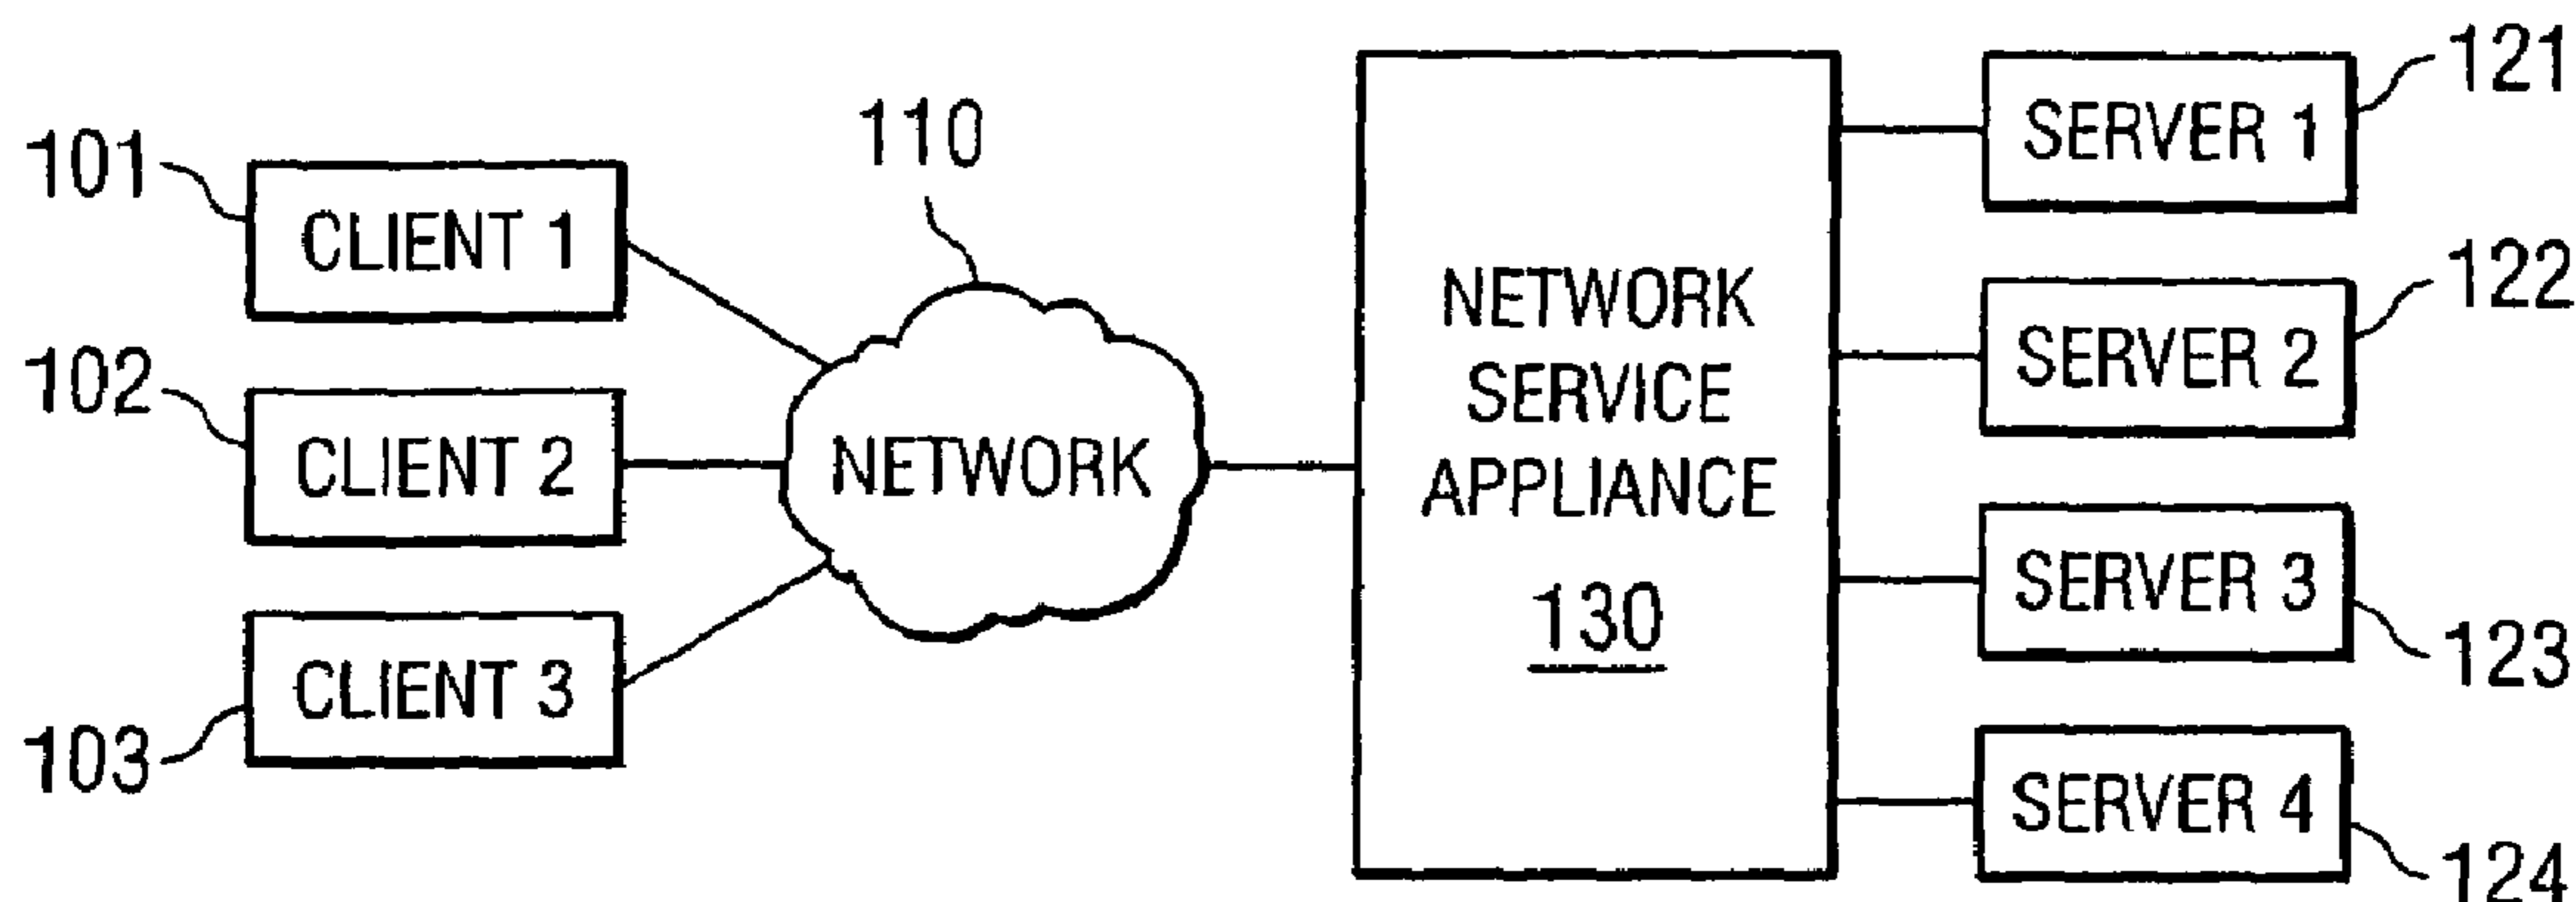 101
CLIENT 1
102
CLIENT 2
103
CLIENT 3
110
NETWORK
NETWORK
SERVICE
APPLIANCE
130
SERVER 1
121
SERVER 2
122
SERVER 3
123
SERVER 4
124